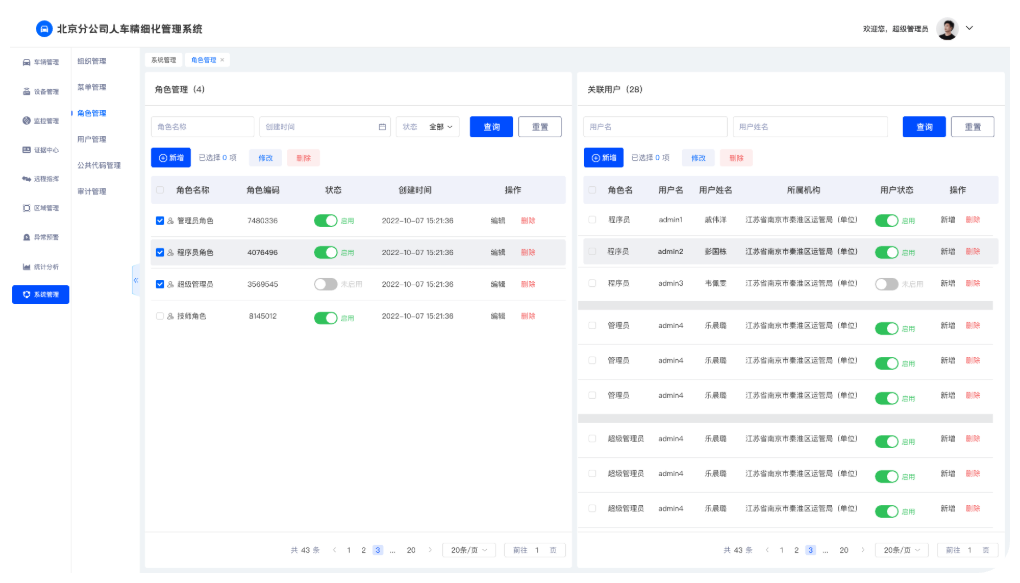 北京分公司人车精细化管理系统
欢迎您，超级管理员
车辆管理
设备管理
监控管理
证据中心
远程指挥
区域管理
异常预警
统计分析
系统管理
组织管理
菜单管理
角色管理
用户管理
公共代码管理
审计管理
系统管理 角色管理 ×
角色管理（4）
角色名称 创建时间 状态 全部 查询 重置
新增 已选择 0 项 修改 删除
角色名称 角色编码 状态 创建时间 操作
管理员角色 7480336 启用 2022-10-07 15:21:36 编辑 删除
程序员角色 4076496 启用 2022-10-07 15:21:36 编辑 删除
超级管理员 3569545 未启用 2022-10-07 15:21:36 编辑 删除
技师角色 8145012 启用 2022-10-07 15:21:36 编辑 删除
共 43 条 < 1 2 3 ... 20 > 20条/页 前往 1 页
关联用户（28）
用户名 用户姓名 查询 重置
新增 已选择 0 项 修改 删除
角色名 用户名 用户姓名 所属机构 用户状态 操作
程序员 admin1 戚伟洋 江苏省南京市秦淮区运管局（单位） 启用 新增 删除
程序员 admin2 彭国栋 江苏省南京市秦淮区运管局（单位） 启用 新增 删除
程序员 admin3 韦佩雯 江苏省南京市秦淮区运管局（单位） 未启用 新增 删除
管理员 admin4 乐晨璐 江苏省南京市秦淮区运管局（单位） 启用 新增 删除
管理员 admin4 乐晨璐 江苏省南京市秦淮区运管局（单位） 启用 新增 删除
管理员 admin4 乐晨璐 江苏省南京市秦淮区运管局（单位） 启用 新增 删除
超级管理员 admin4 乐晨璐 江苏省南京市秦淮区运管局（单位） 启用 新增 删除
超级管理员 admin4 乐晨璐 江苏省南京市秦淮区运管局（单位） 启用 新增 删除
超级管理员 admin4 乐晨璐 江苏省南京市秦淮区运管局（单位） 启用 新增 删除
共 43 条 < 1 2 3 ... 20 > 20条/页 前往 1 页